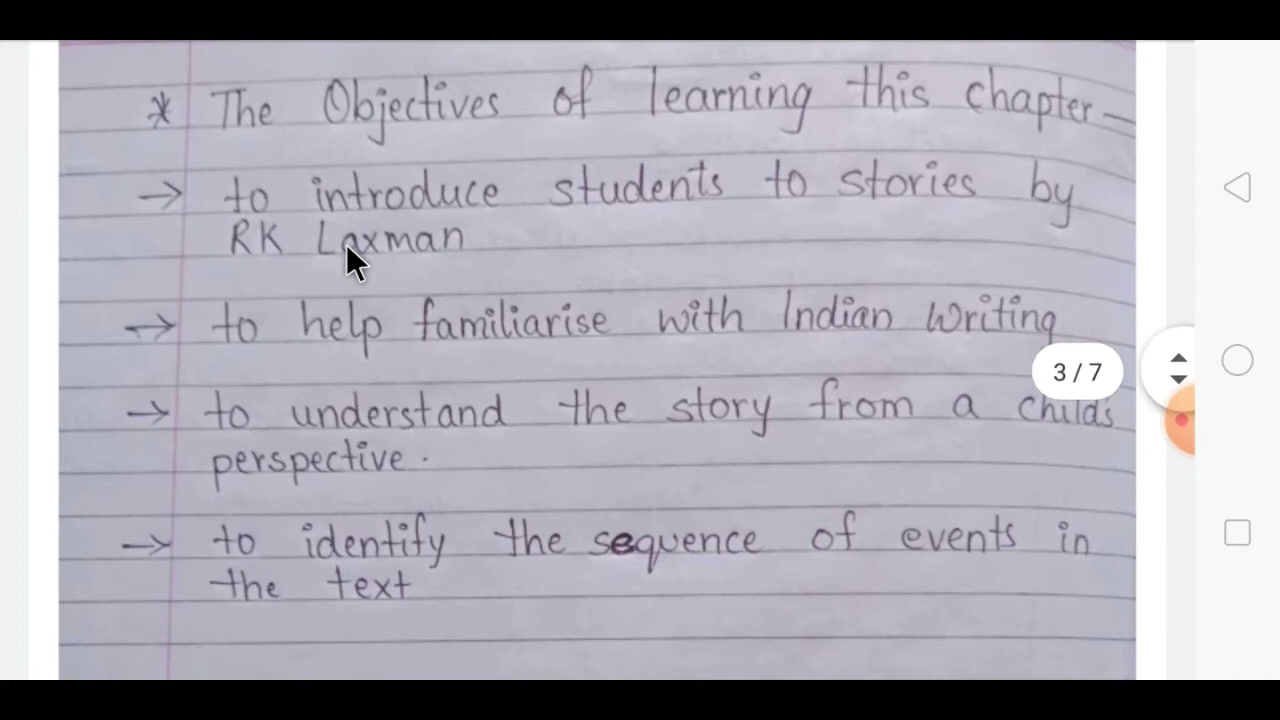 * The Objectives of learning this chapter -
→ to introduce students to stories by
RK Laxman
→ to help familiarise with Indian Writing
→ to understand the story from a childs
perspective.
→ to identify the sequence of events in
the text
3 / 7